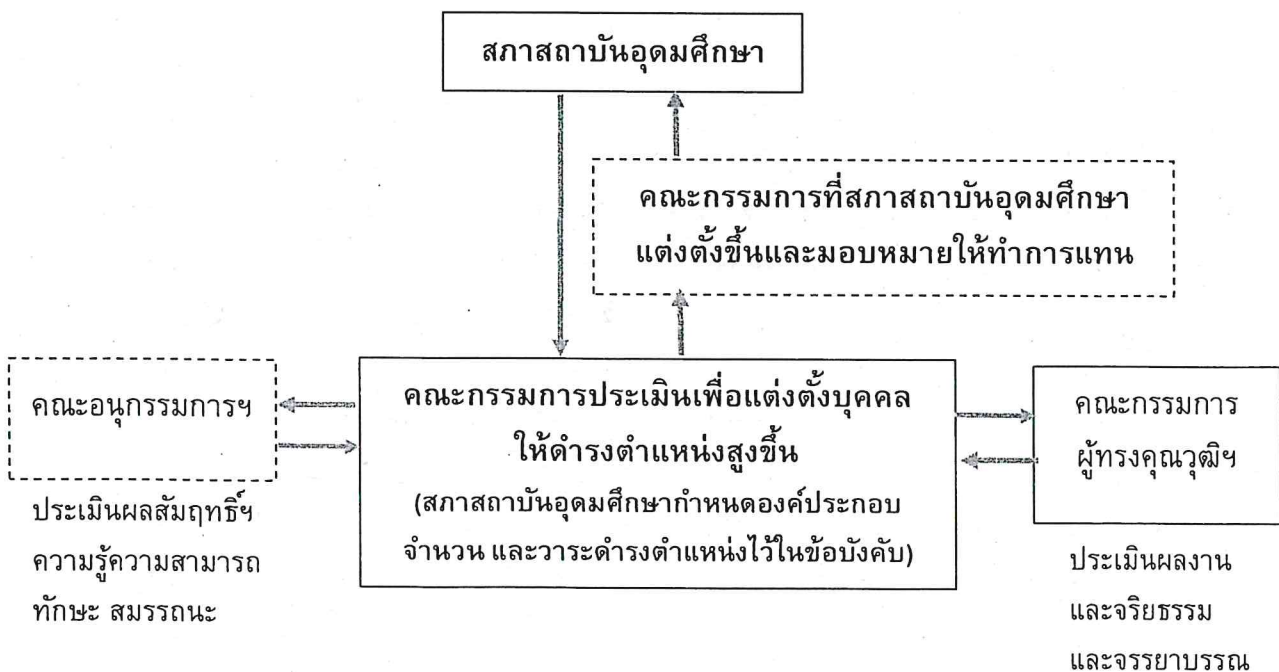 สภาสถาบันอุดมศึกษา
คณะกรรมการที่สภาสถาบันอุดมศึกษา
แต่งตั้งขึ้นและมอบหมายให้ทำการแทน
คณะอนุกรรมการฯ
ประเมินผลสัมฤทธิ์ฯ
ความรู้ความสามารถ
ทักษะ สมรรถนะ
คณะกรรมการประเมินเพื่อแต่งตั้งบุคคล
ให้ดำรงตำแหน่งสูงขึ้น
(สภาสถาบันอุดมศึกษากำหนดองค์ประกอบ
จำนวน และวาระดำรงตำแหน่งไว้ในข้อบังคับ)
คณะกรรมการ
ผู้ทรงคุณวุฒิฯ
ประเมินผลงาน
และจริยธรรม
และจรรยาบรรณ